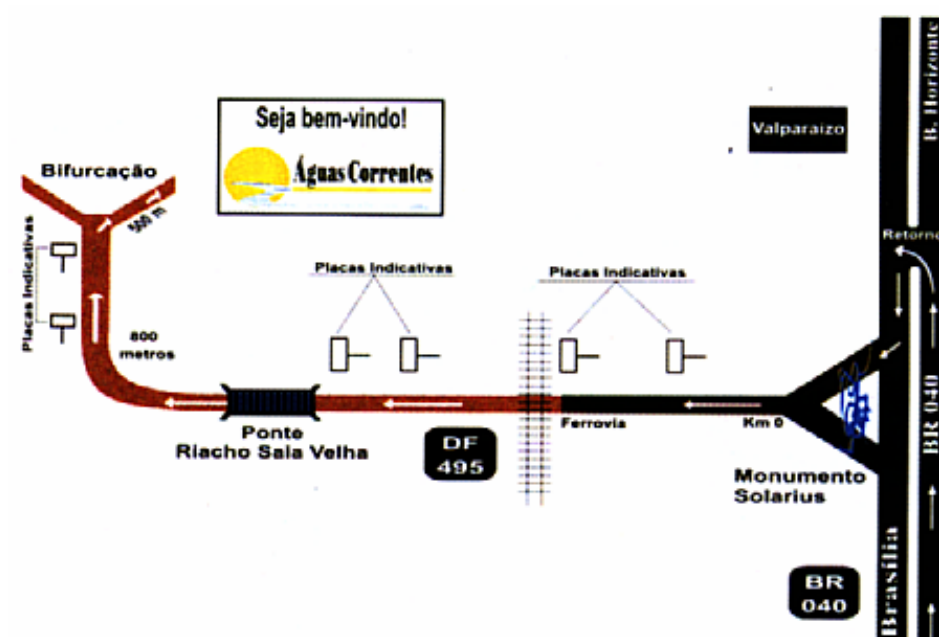 Seja bem-vindo!
Águas Correntes
Valparaizo
B. Horizonte
Bifurcação
500 m
Retorno
Placas Indicativas
Placas Indicativas
Placas Indicativas
800
metros
BR 040
Ferrovia
Km 0
Ponte
Riacho Saia Velha
DF
495
Monumento
Solarius
Brasília
BR
040